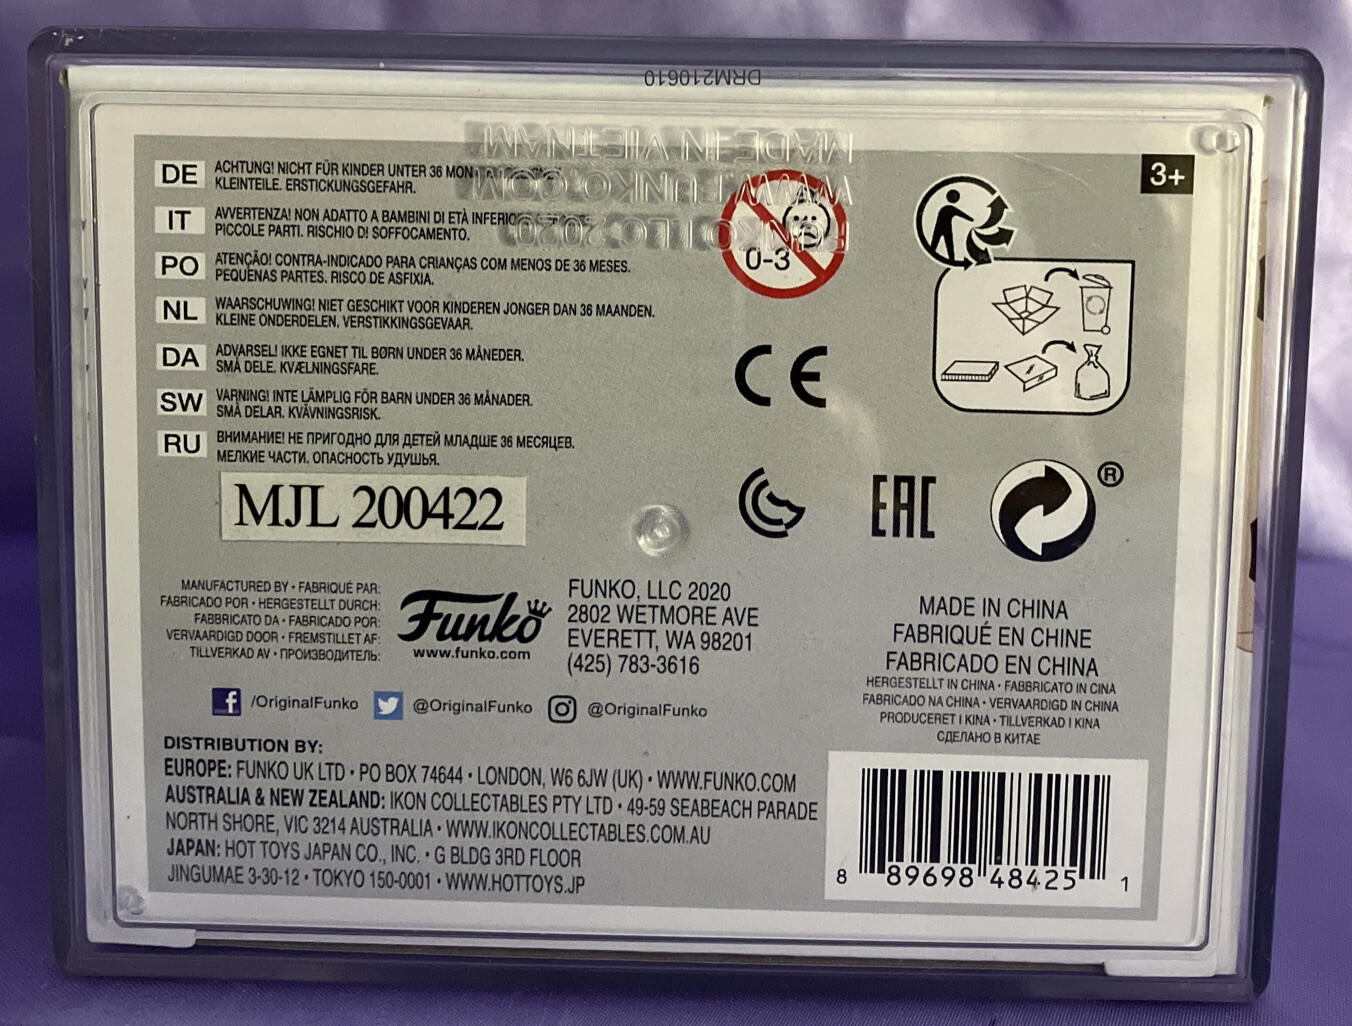 DRM210610
MADE IN VIETNAM
WWW.FUNKO.COM
FUNKO LLC 2020
3+
DE ACHTUNG! NICHT FÜR KINDER UNTER 36
KLEINTEILE. ERSTICKUNGSGEFAHR.
IT AVVERTENZA! NON ADATTO A BAMBINI DI ETÀ
PICCOLE PARTI. RISCHIO DI SOFFOCAMENTO.
PO ATENÇÃO! CONTRA-INDICADO PARA CRIANÇAS COM MENOS DE 36 MESES.
PEQUENAS PARTES. RISCO DE ASFIXIA.
NL WAARSCHUWING! NIET GESCHIKT VOOR KINDEREN JONGER DAN 36 MAANDEN.
KLEINE ONDERDELEN, VERSTIKKINGSGEVAAR.
DA ADVARSEL! IKKE EGNET TIL BØRN UNDER 36 MÅNEDER.
SMÅ DELE. KVÆLNINGSFARE.
SW VARNING! INTE LÄMPLIG FÖR BARN UNDER 36 MÅNADER.
SMÅ DELAR. KVÄVNINGSRISK.
RU ВНИМАНИЕ! НЕ ПРИГОДНО ДЛЯ ДЕТЕЙ МЛАДШЕ 36 МЕСЯЦЕВ.
МЕЛКИЕ ЧАСТИ. ОПАСНОСТЬ УДУШЬЯ.
0-3
CE
MJL 200422
EAC
®
MANUFACTURED BY • FABRIQUÉ PAR:
FABRICADO POR • HERGESTELLT DURCH:
FABBRICATO DA • FABRICADO POR:
VERVAARDIGD DOOR • FREMSTILLET AF:
TILLVERKAD AV • ПРОИЗВОДИТЕЛЬ:
Funko
www.funko.com
FUNKO, LLC 2020
2802 WETMORE AVE
EVERETT, WA 98201
(425) 783-3616
MADE IN CHINA
FABRIQUÉ EN CHINE
FABRICADO EN CHINA
HERGESTELLT IN CHINA • FABBRICATO IN CINA
FABRICADO NA CHINA • VERVAARDIGD IN CHINA
PRODUCERET I KINA • TILLVERKAD I KINA
СДЕЛАНО В КИТАЕ
f /OriginalFunko @OriginalFunko @OriginalFunko
DISTRIBUTION BY:
EUROPE: FUNKO UK LTD • PO BOX 74644 • LONDON, W6 6JW (UK) • WWW.FUNKO.COM
AUSTRALIA & NEW ZEALAND: IKON COLLECTABLES PTY LTD • 49-59 SEABEACH PARADE
NORTH SHORE, VIC 3214 AUSTRALIA • WWW.IKONCOLLECTABLES.COM.AU
JAPAN: HOT TOYS JAPAN CO., INC. • G BLDG 3RD FLOOR
JINGUMAE 3-30-12 • TOKYO 150-0001 • WWW.HOTTOYS.JP
8 89698 48425 1